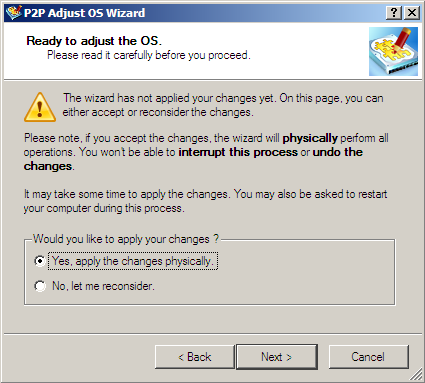 P2P Adjust OS Wizard
Ready to adjust the OS.
Please read it carefully before you proceed.
The wizard has not applied your changes yet. On this page, you can
either accept or reconsider the changes.
Please note, if you accept the changes, the wizard will physically perform all
operations. You won't be able to interrupt this process or undo the
changes.
It may take some time to apply the changes. You may also be asked to restart
your computer during this process.
Would you like to apply your changes ?
Yes, apply the changes physically.
No, let me reconsider.
< Back Next > Cancel